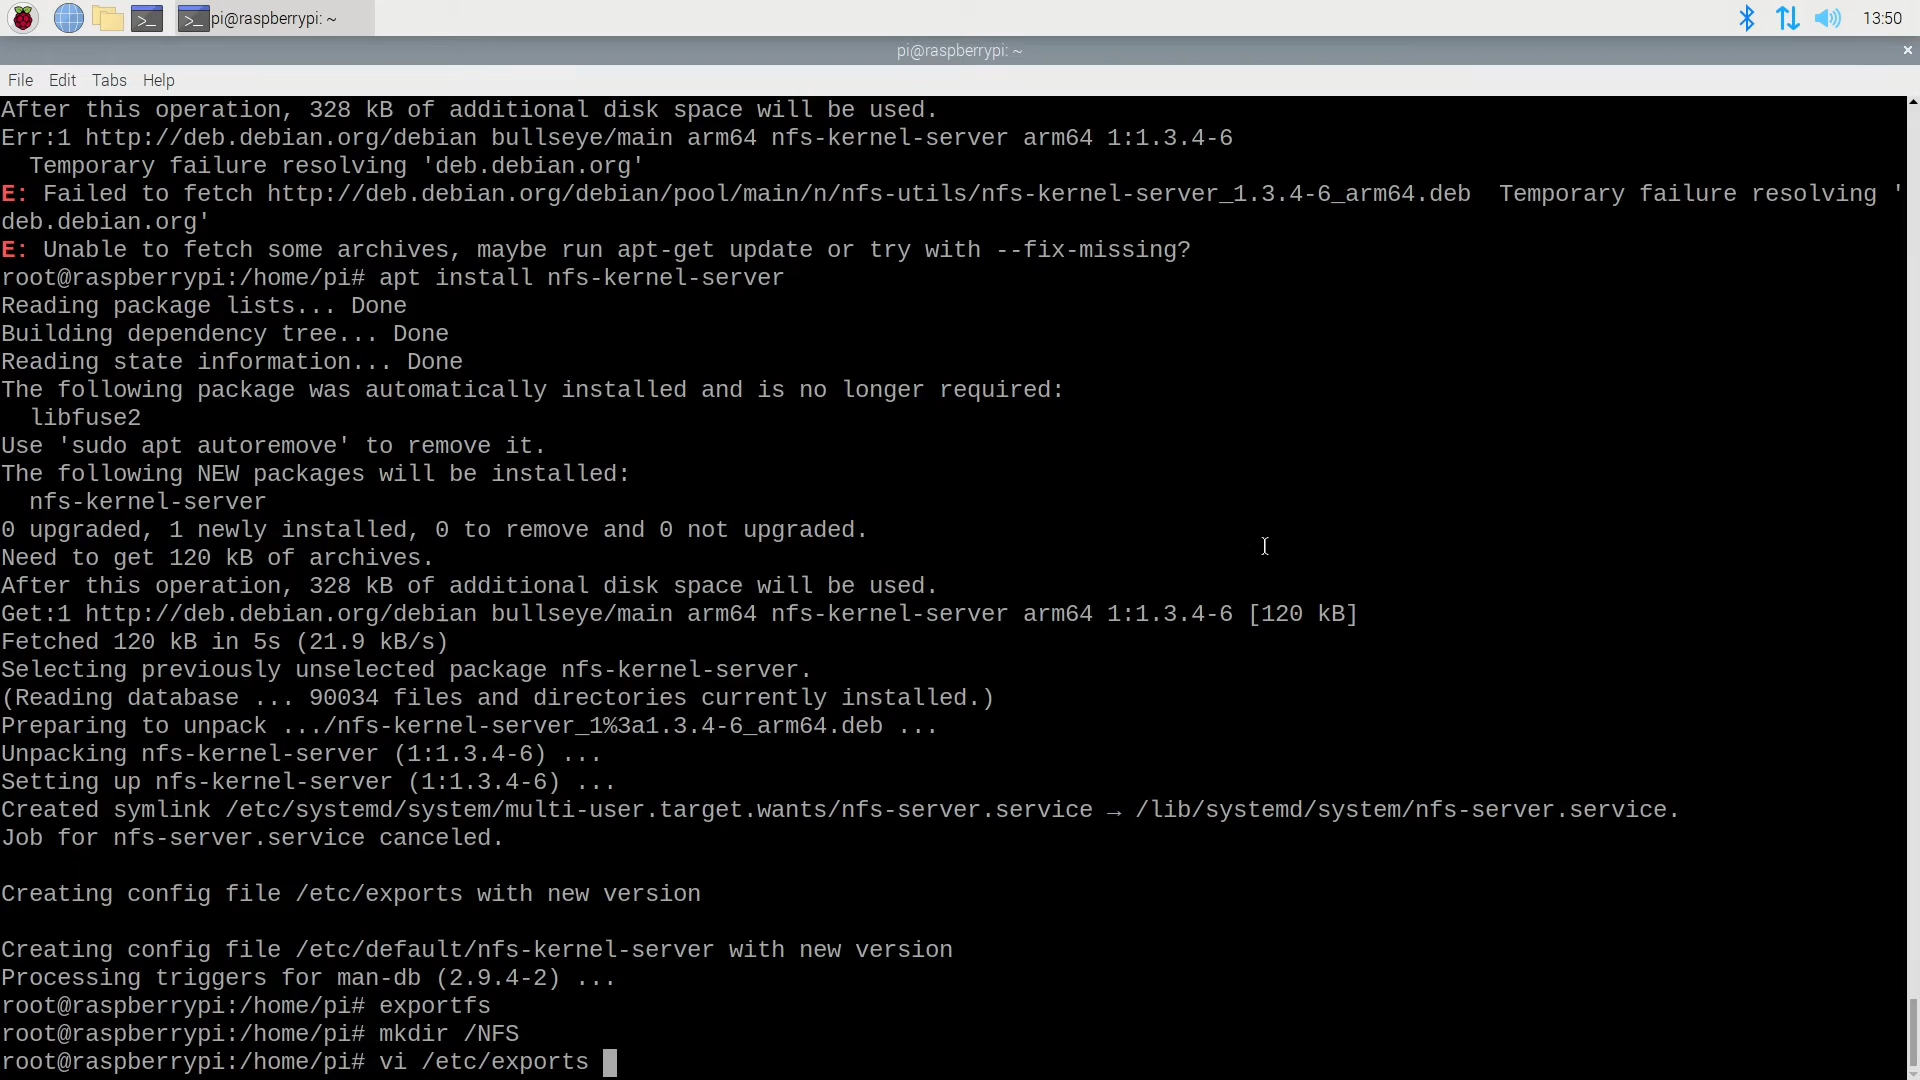 pi@raspberrypi: ~
13:50
pi@raspberrypi: ~
File Edit Tabs Help
After this operation, 328 kB of additional disk space will be used.
Err:1 http://deb.debian.org/debian bullseye/main arm64 nfs-kernel-server arm64 1:1.3.4-6
  Temporary failure resolving 'deb.debian.org'
E: Failed to fetch http://deb.debian.org/debian/pool/main/n/nfs-utils/nfs-kernel-server_1.3.4-6_arm64.deb  Temporary failure resolving '
deb.debian.org'
E: Unable to fetch some archives, maybe run apt-get update or try with --fix-missing?
root@raspberrypi:/home/pi# apt install nfs-kernel-server
Reading package lists... Done
Building dependency tree... Done
Reading state information... Done
The following package was automatically installed and is no longer required:
  libfuse2
Use 'sudo apt autoremove' to remove it.
The following NEW packages will be installed:
  nfs-kernel-server
0 upgraded, 1 newly installed, 0 to remove and 0 not upgraded.
Need to get 120 kB of archives.
After this operation, 328 kB of additional disk space will be used.
Get:1 http://deb.debian.org/debian bullseye/main arm64 nfs-kernel-server arm64 1:1.3.4-6 [120 kB]
Fetched 120 kB in 5s (21.9 kB/s)
Selecting previously unselected package nfs-kernel-server.
(Reading database ... 90034 files and directories currently installed.)
Preparing to unpack .../nfs-kernel-server_1%3a1.3.4-6_arm64.deb ...
Unpacking nfs-kernel-server (1:1.3.4-6) ...
Setting up nfs-kernel-server (1:1.3.4-6) ...
Created symlink /etc/systemd/system/multi-user.target.wants/nfs-server.service → /lib/systemd/system/nfs-server.service.
Job for nfs-server.service canceled.
Creating config file /etc/exports with new version
Creating config file /etc/default/nfs-kernel-server with new version
Processing triggers for man-db (2.9.4-2) ...
root@raspberrypi:/home/pi# exportfs
root@raspberrypi:/home/pi# mkdir /NFS
root@raspberrypi:/home/pi# vi /etc/exports